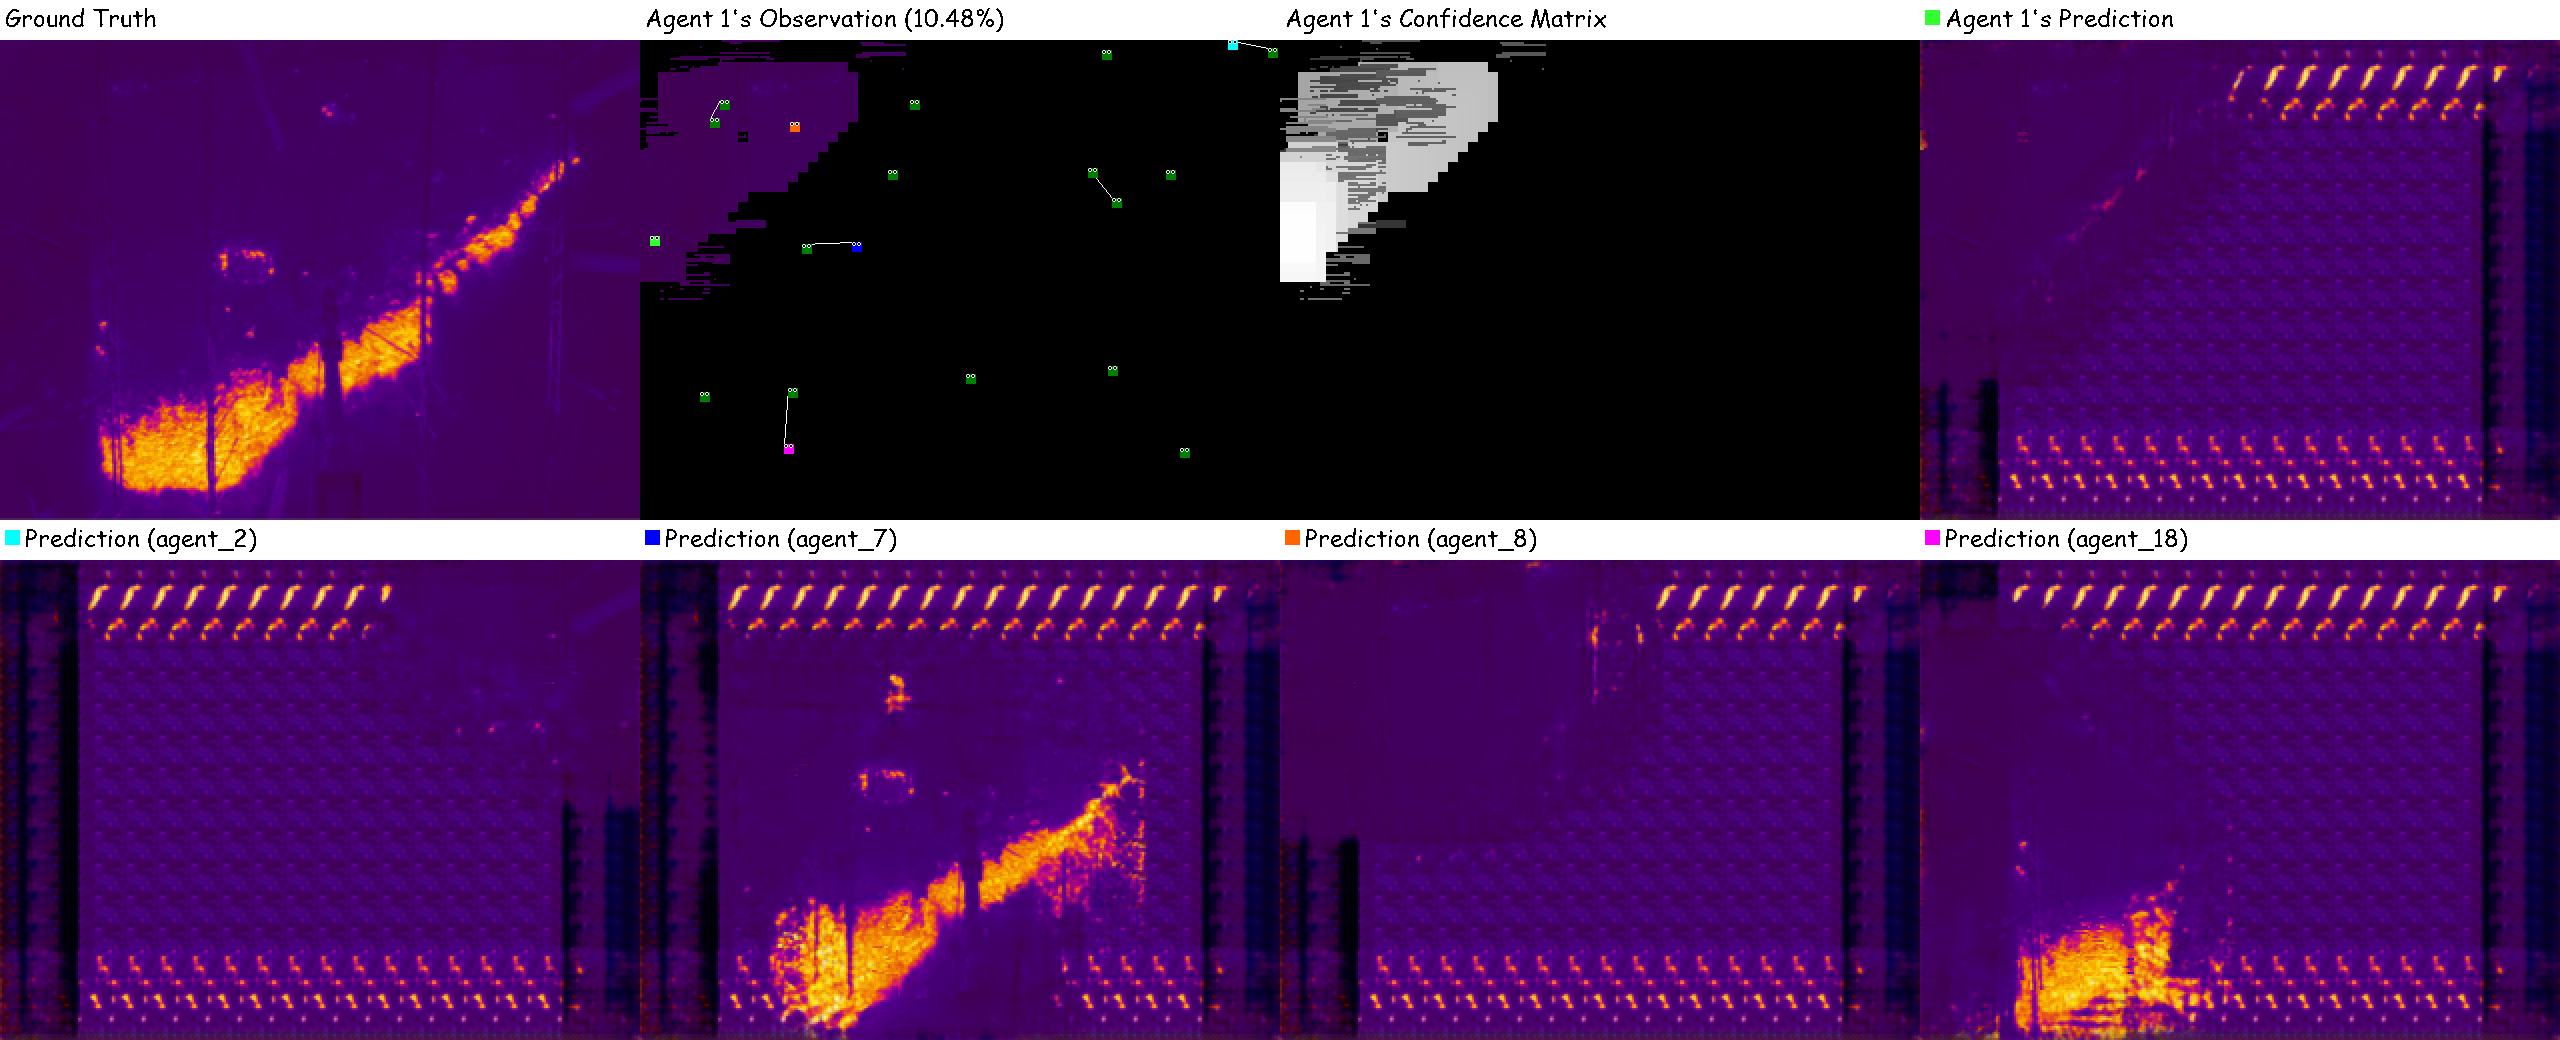 Ground Truth
Agent 1's Observation (10.48%)
Agent 1's Confidence Matrix
Agent 1's Prediction
Prediction (agent_2)
Prediction (agent_7)
Prediction (agent_8)
Prediction (agent_18)